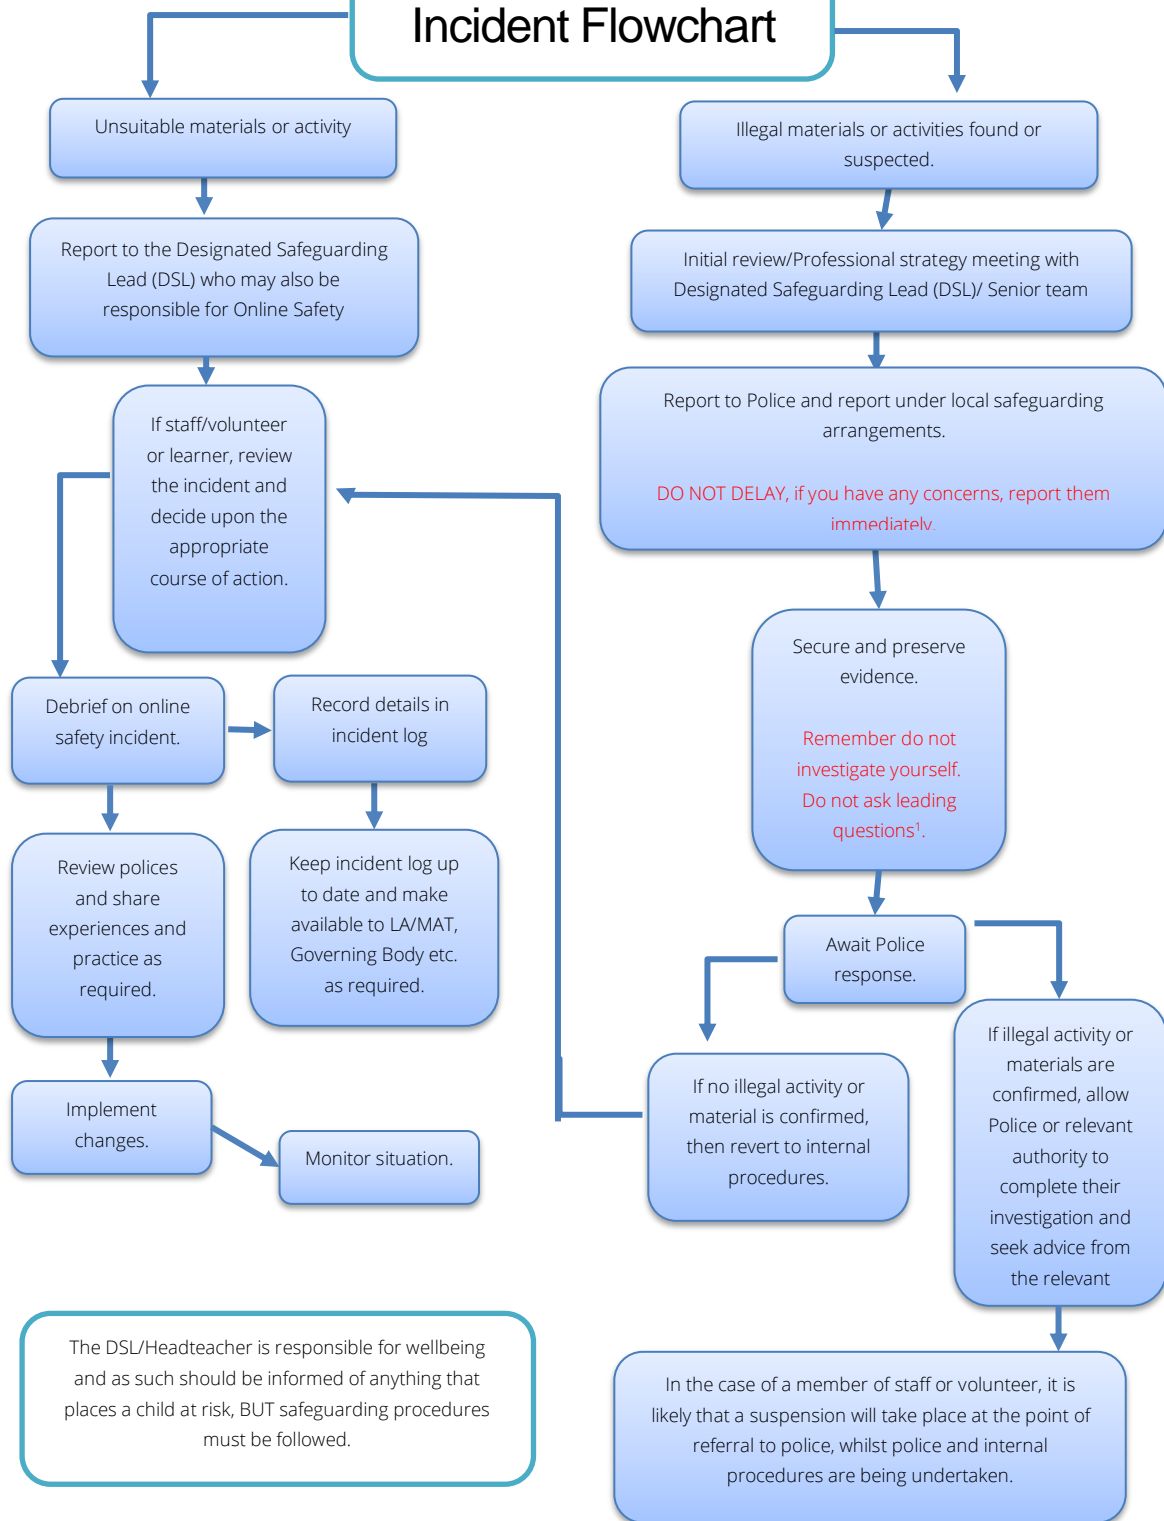 Incident Flowchart
Unsuitable materials or activity
Report to the Designated Safeguarding
Lead (DSL) who may also be
responsible for Online Safety
If staff/volunteer
or learner, review
the incident and
decide upon the
appropriate
course of action.
Debrief on online
safety incident.
Record details in
incident log
Review polices
and share
experiences and
practice as
required.
Keep incident log up
to date and make
available to LA/MAT,
Governing Body etc.
as required.
Implement
changes.
Monitor situation.
Illegal materials or activities found or
suspected.
Initial review/Professional strategy meeting with
Designated Safeguarding Lead (DSL)/ Senior team
Report to Police and report under local safeguarding
arrangements.
DO NOT DELAY, if you have any concerns, report them
immediately.
Secure and preserve
evidence.
Remember do not
investigate yourself.
Do not ask leading
questions¹.
Await Police
response.
If no illegal activity or
material is confirmed,
then revert to internal
procedures.
If illegal activity or
materials are
confirmed, allow
Police or relevant
authority to
complete their
investigation and
seek advice from
the relevant
In the case of a member of staff or volunteer, it is
likely that a suspension will take place at the point of
referral to police, whilst police and internal
procedures are being undertaken.
The DSL/Headteacher is responsible for wellbeing
and as such should be informed of anything that
places a child at risk, BUT safeguarding procedures
must be followed.